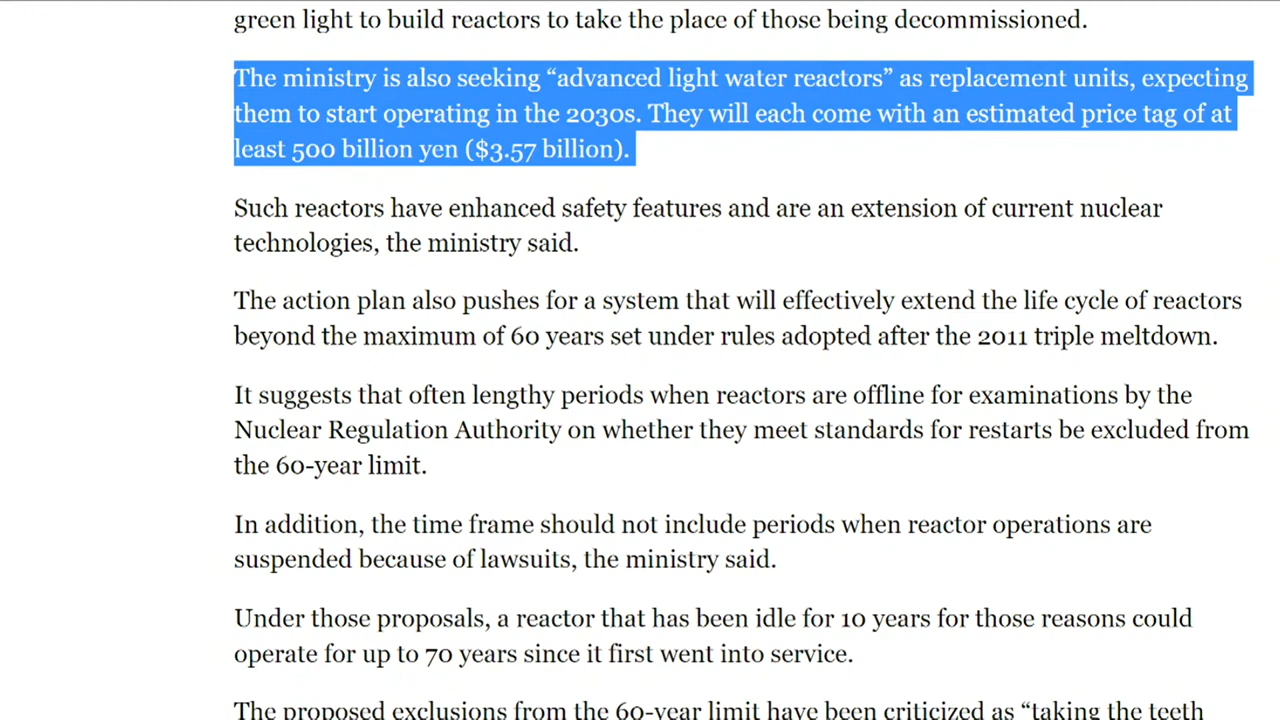 green light to build reactors to take the place of those being decommissioned.
The ministry is also seeking “advanced light water reactors” as replacement units, expecting
them to start operating in the 2030s. They will each come with an estimated price tag of at
least 500 billion yen ($3.57 billion).
Such reactors have enhanced safety features and are an extension of current nuclear
technologies, the ministry said.
The action plan also pushes for a system that will effectively extend the life cycle of reactors
beyond the maximum of 60 years set under rules adopted after the 2011 triple meltdown.
It suggests that often lengthy periods when reactors are offline for examinations by the
Nuclear Regulation Authority on whether they meet standards for restarts be excluded from
the 60-year limit.
In addition, the time frame should not include periods when reactor operations are
suspended because of lawsuits, the ministry said.
Under those proposals, a reactor that has been idle for 10 years for those reasons could
operate for up to 70 years since it first went into service.
The proposed exclusions from the 60-year limit have been criticized as “taking the teeth